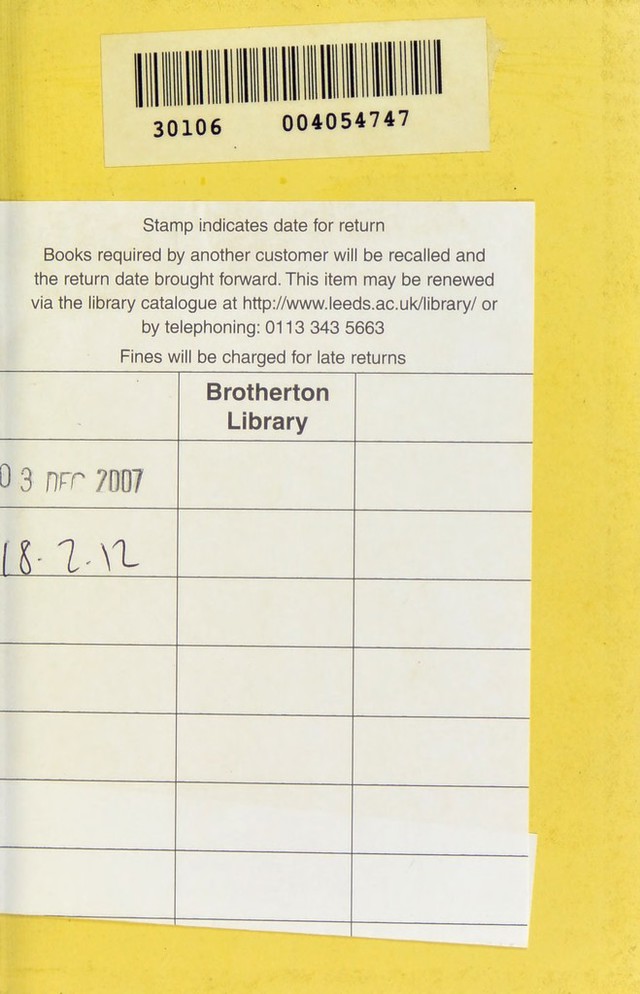 30106 004054747
Stamp indicates date for return
Books required by another customer will be recalled and
the return date brought forward. This item may be renewed
via the library catalogue at http://www.leeds.ac.uk/library/ or
by telephoning: 0113 343 5663
Fines will be charged for late returns
Brotherton
Library
03 DEC 2007
18-2-12